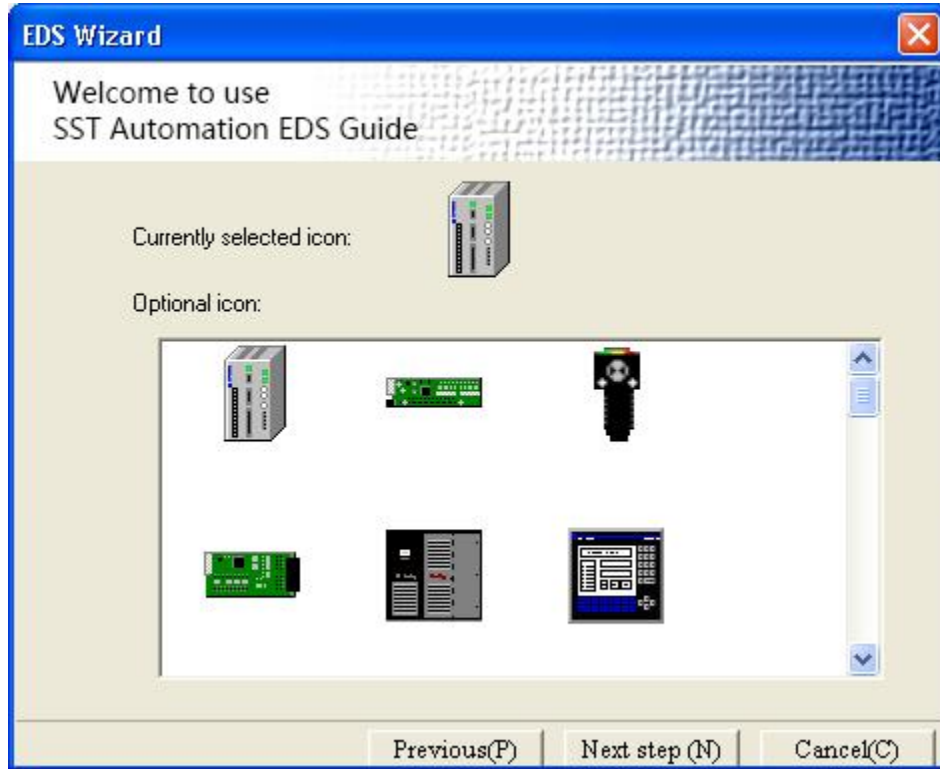 EDS Wizard
Welcome to use
SST Automation EDS Guide
Currently selected icon:
Optional icon:
Previous(P)
Next step (N)
Cancel(C)